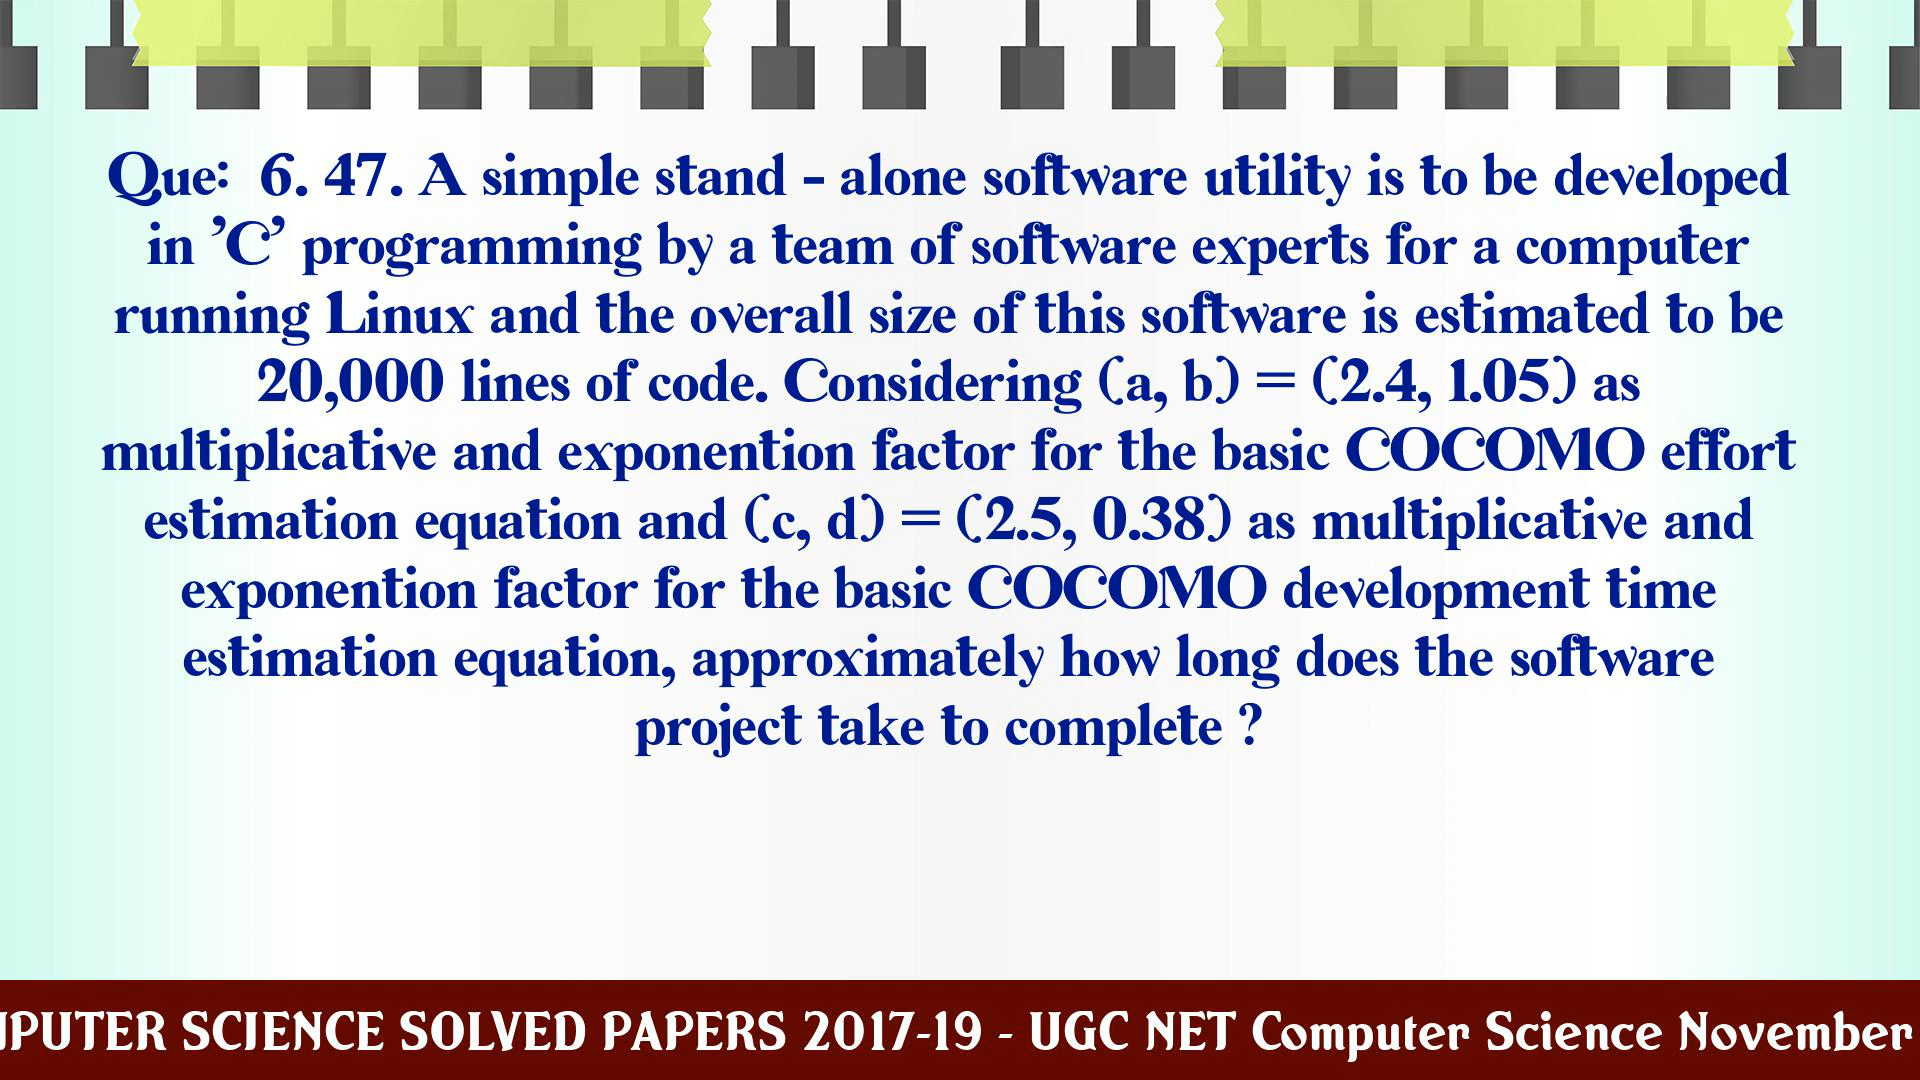 Que: 6. 47. A simple stand - alone software utility is to be developed
in 'C' programming by a team of software experts for a computer
running Linux and the overall size of this software is estimated to be
20,000 lines of code. Considering (a, b) = (2.4, 1.05) as
multiplicative and exponention factor for the basic COCOMO effort
estimation equation and (c, d) = (2.5, 0.38) as multiplicative and
exponention factor for the basic COCOMO development time
estimation equation, approximately how long does the software
project take to complete ?
SCIENCE SOLVED PAPERS 2017-19 - UGC NET Computer Science November